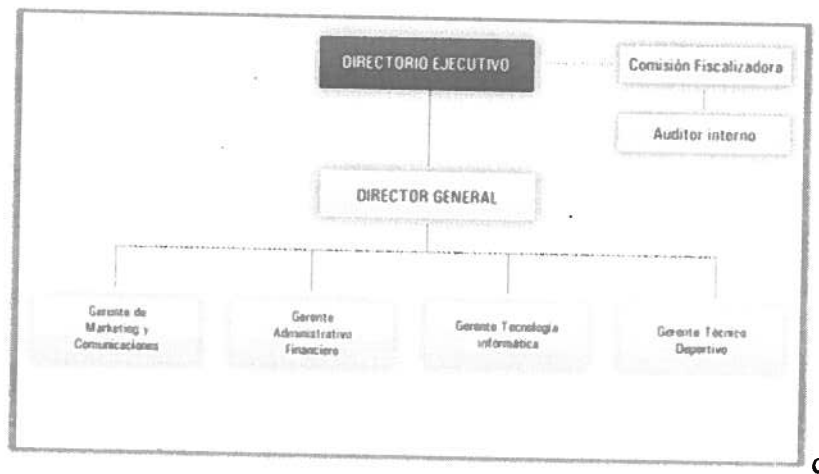 DIRECTORIO EJECUTIVO
Comisión Fiscalizadora
Auditor interno
DIRECTOR GENERAL
Gerente de
Marketing y
Comunicaciones
Gerente
Administrativo
Financiero
Gerente Tecnología
informática
Gerente Técnico
Deportivo